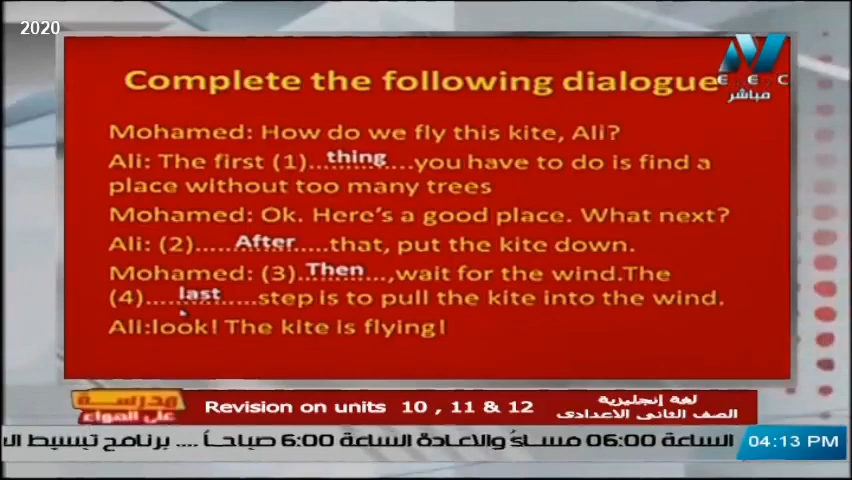 2020
Complete the following dialogue
E.E.C
مباشر
Mohamed: How do we fly this kite, Ali?
Ali: The first (1)....thing....you have to do is find a
place without too many trees
Mohamed: Ok. Here's a good place. What next?
Ali: (2)......After.....that, put the kite down.
Mohamed: (3)..Then...,wait for the wind.The
(4).....last......step is to pull the kite into the wind.
Ali:look! The kite is flying!
مدرسة
على الهواء
Revision on units 10 , 11 & 12
لغة إنجليزية
الصف الثانى الاعدادى
الساعة 06:00 مساءً والاعادة الساعة 6:00 صباحاً .... برنامج تبسيط
04:13 PM